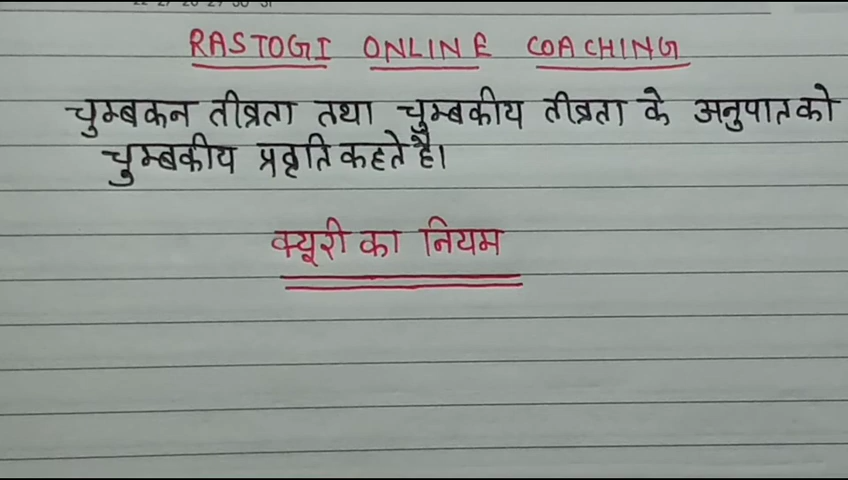 RASTOGI ONLINE COACHING
चुम्बकन तीव्रता तथा चुम्बकीय तीव्रता के अनुपात को
चुम्बकीय प्रवृति कहते है।
क्यूरी का नियम